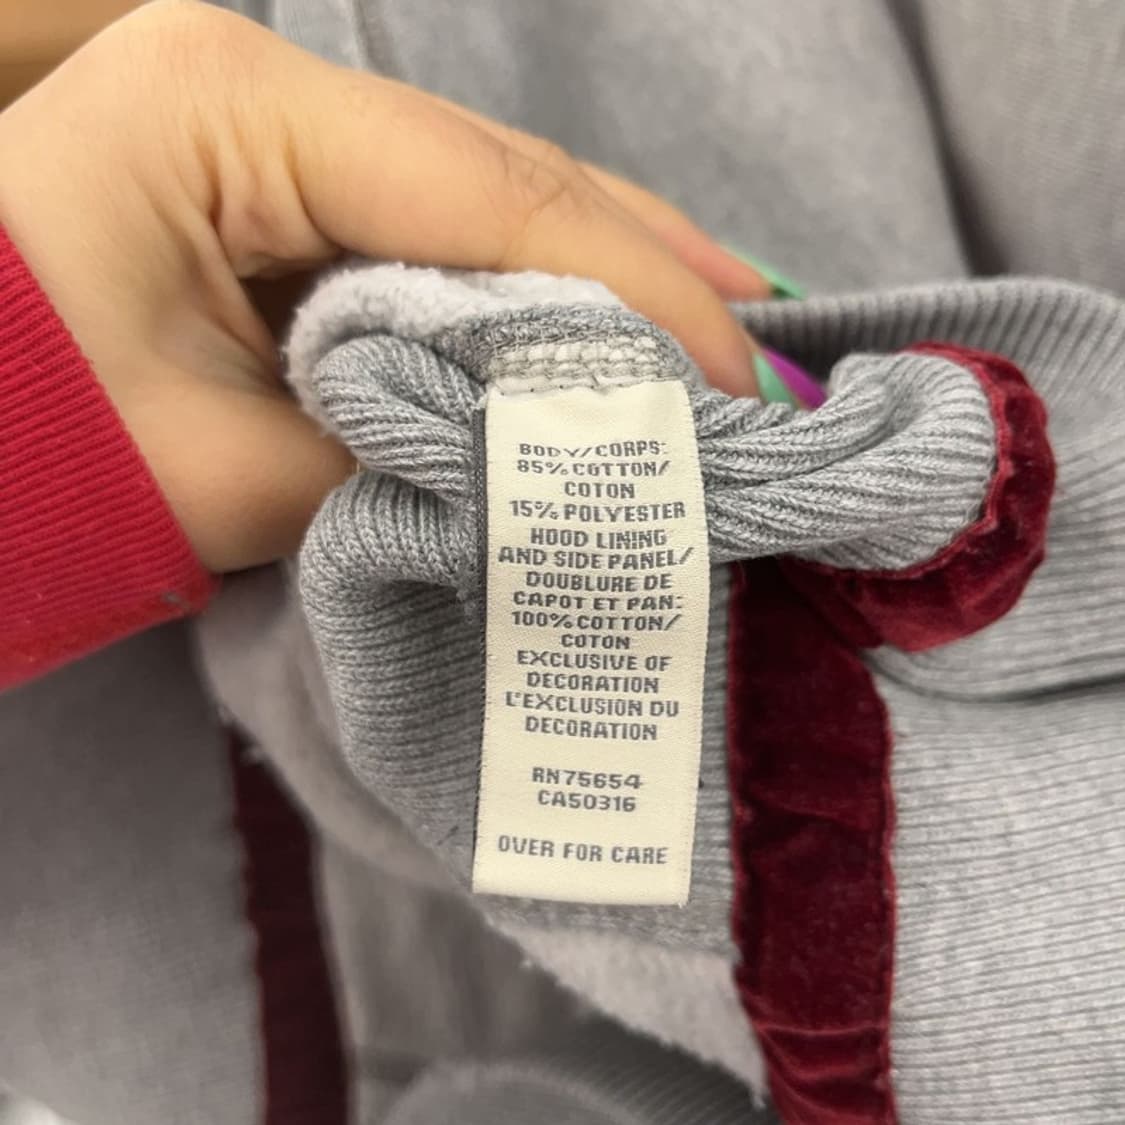 BODY/CORPS:
85% COTTON/
COTON
15% POLYESTER
HOOD LINING
AND SIDE PANEL/
DOUBLURE DE
CAPOT ET PAN:
100% COTTON/
COTON
EXCLUSIVE OF
DECORATION
L'EXCLUSION DU
DECORATION
RN75654
CA50316
OVER FOR CARE